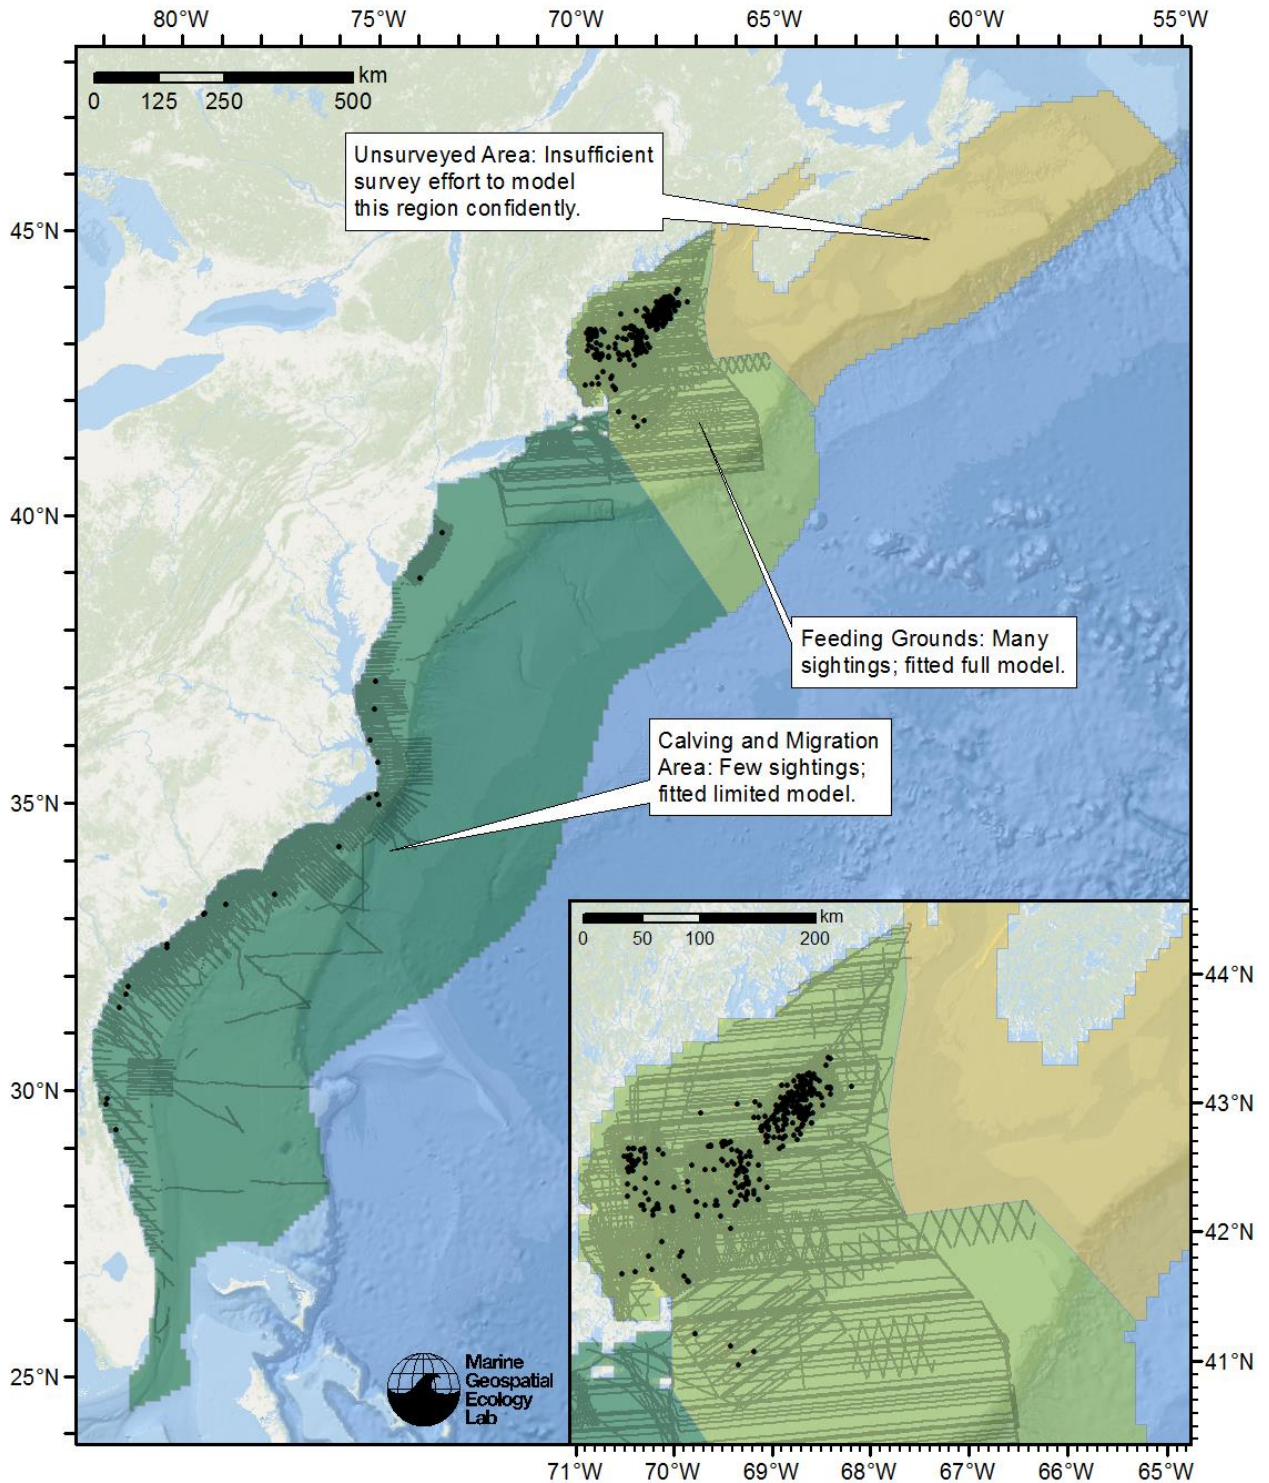 80°W 75°W 70°W 65°W 60°W 55°W
km
0 125 250 500
Unsurveyed Area: Insufficient
survey effort to model
this region confidently.
45°N
40°N
Feeding Grounds: Many
sightings; fitted full model.
Calving and Migration
Area: Few sightings;
fitted limited model.
35°N
30°N
25°N
km
0 50 100 200
44°N
43°N
42°N
41°N
Marine
Geospatial
Ecology
Lab
71°W 70°W 69°W 68°W 67°W 66°W 65°W